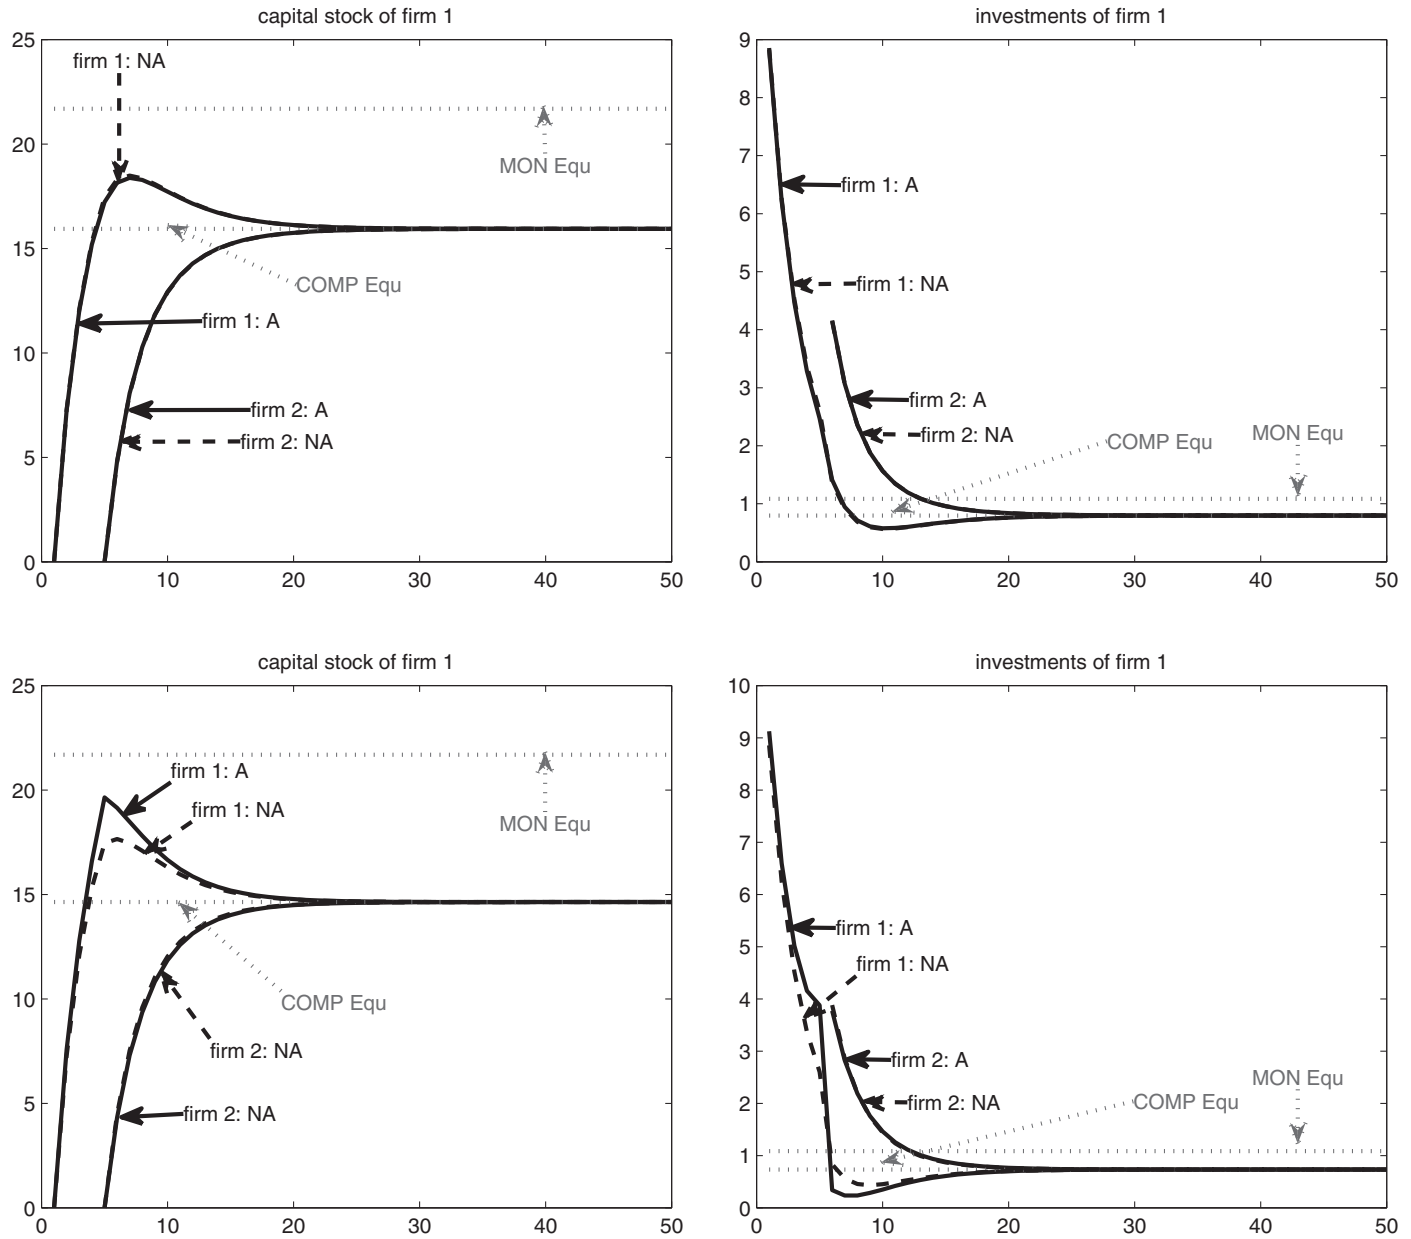 capital stock of firm 1
25
20
15
10
5
0
firm 1: NA
MON Equ
COMP Equ
firm 1: A
firm 2: A
firm 2: NA
0 10 20 30 40 50
investments of firm 1
9
8
7
6
5
4
3
2
1
0
firm 1: A
firm 1: NA
firm 2: A
firm 2: NA
COMP Equ
MON Equ
0 10 20 30 40 50
capital stock of firm 1
25
20
15
10
5
0
firm 1: A
firm 1: NA
MON Equ
COMP Equ
firm 2: NA
firm 2: NA
0 10 20 30 40 50
investments of firm 1
10
9
8
7
6
5
4
3
2
1
0
firm 1: A
firm 1: NA
firm 2: A
MON Equ
firm 2: NA
COMP Equ
0 10 20 30 40 50